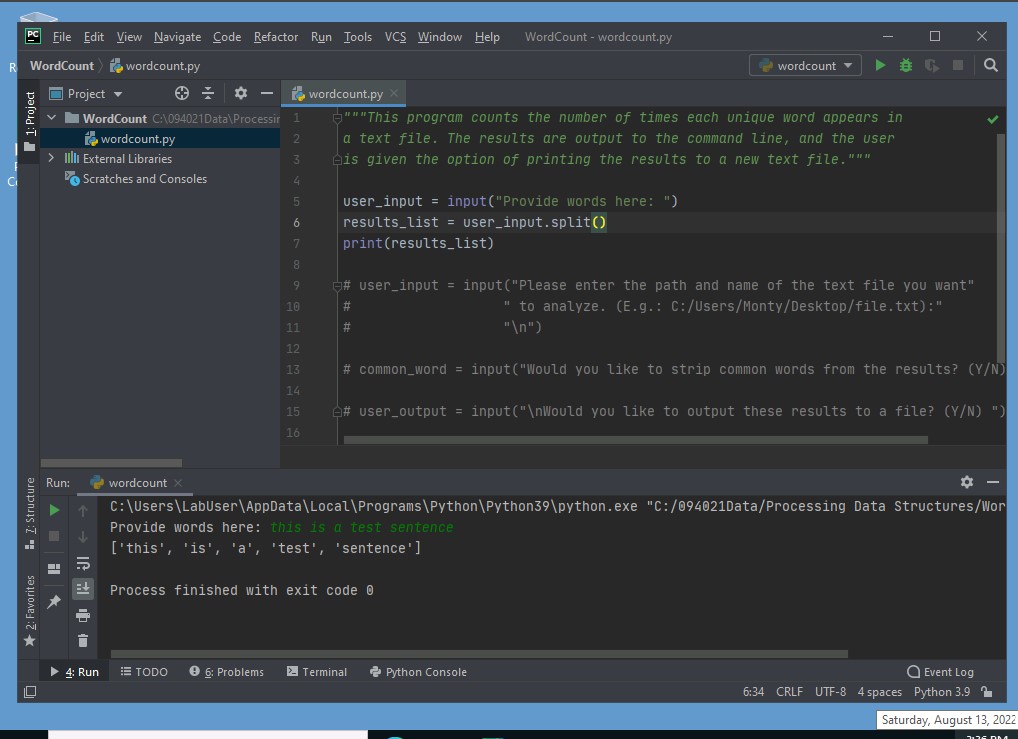 PC File Edit View Navigate Code Refactor Run Tools VCS Window Help WordCount - wordcount.py
WordCount wordcount.py wordcount
1: Project
Project
WordCount C:\094021Data\Processin
wordcount.py
External Libraries
Scratches and Consoles
wordcount.py
1 """This program counts the number of times each unique word appears in
2 a text file. The results are output to the command line, and the user
3 is given the option of printing the results to a new text file."""
4
5 user_input = input("Provide words here: ")
6 results_list = user_input.split()
7 print(results_list)
8
9 # user_input = input("Please enter the path and name of the text file you want"
10 # " to analyze. (E.g.: C:/Users/Monty/Desktop/file.txt):"
11 # "\n")
12
13 # common_word = input("Would you like to strip common words from the results? (Y/N)
14
15 # user_output = input("\nWould you like to output these results to a file? (Y/N) ")
16
7: Structure
2: Favorites
Run: wordcount
C:\Users\LabUser\AppData\Local\Programs\Python\Python39\python.exe "C:/094021Data/Processing Data Structures/Wor
Provide words here: this is a test sentence
['this', 'is', 'a', 'test', 'sentence']
Process finished with exit code 0
4: Run TODO 6: Problems Terminal Python Console Event Log
6:34 CRLF UTF-8 4 spaces Python 3.9
Saturday, August 13, 2022